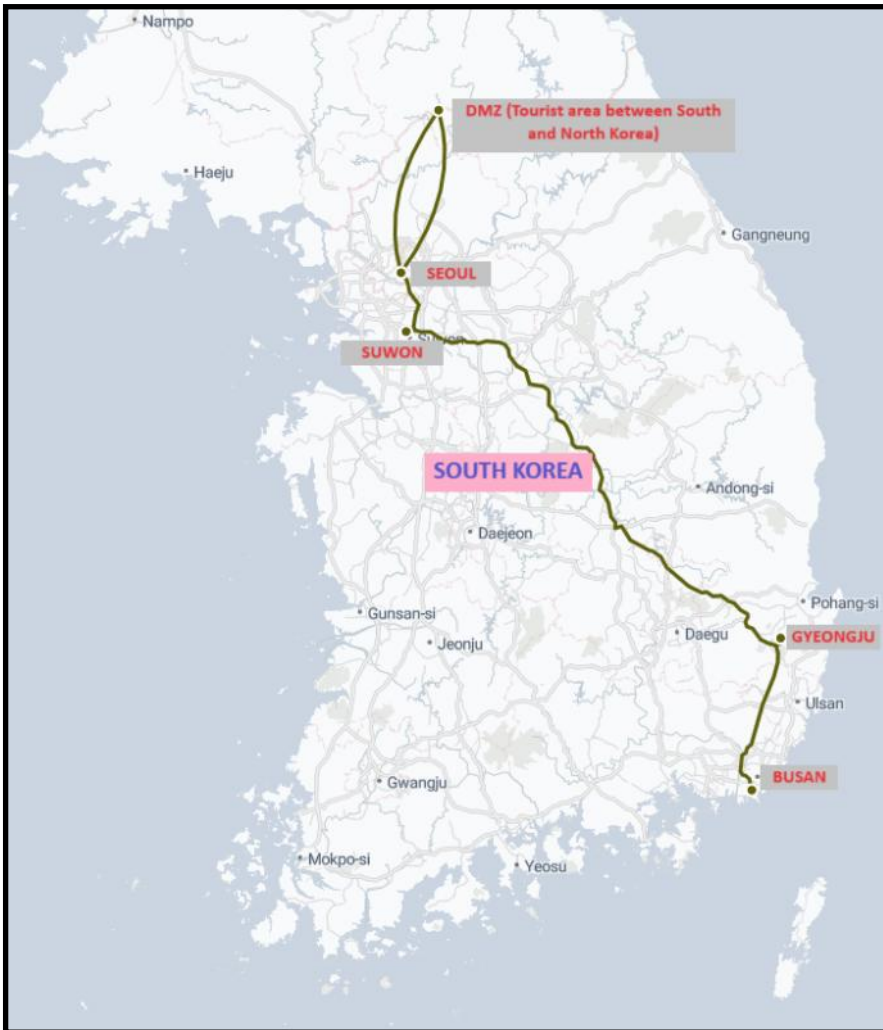 Nampo
DMZ (Tourist area between South
and North Korea)
Haeju
Gangneung
SEOUL
Suwon
SUWON
SOUTH KOREA
Andong-si
Daejeon
Pohang-si
Gunsan-si
Daegu
GYEONGJU
Jeonju
Ulsan
BUSAN
Gwangju
Mokpo-si
Yeosu